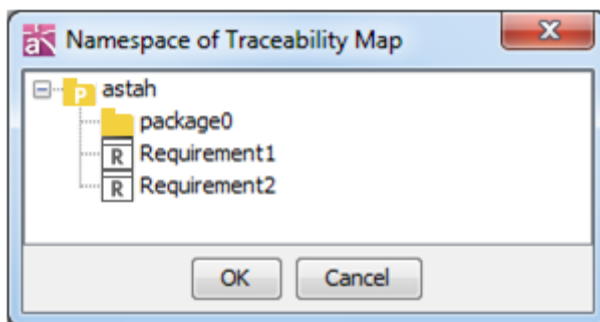 Namespace of Traceability Map
astah
package0
Requirement1
Requirement2
OK Cancel